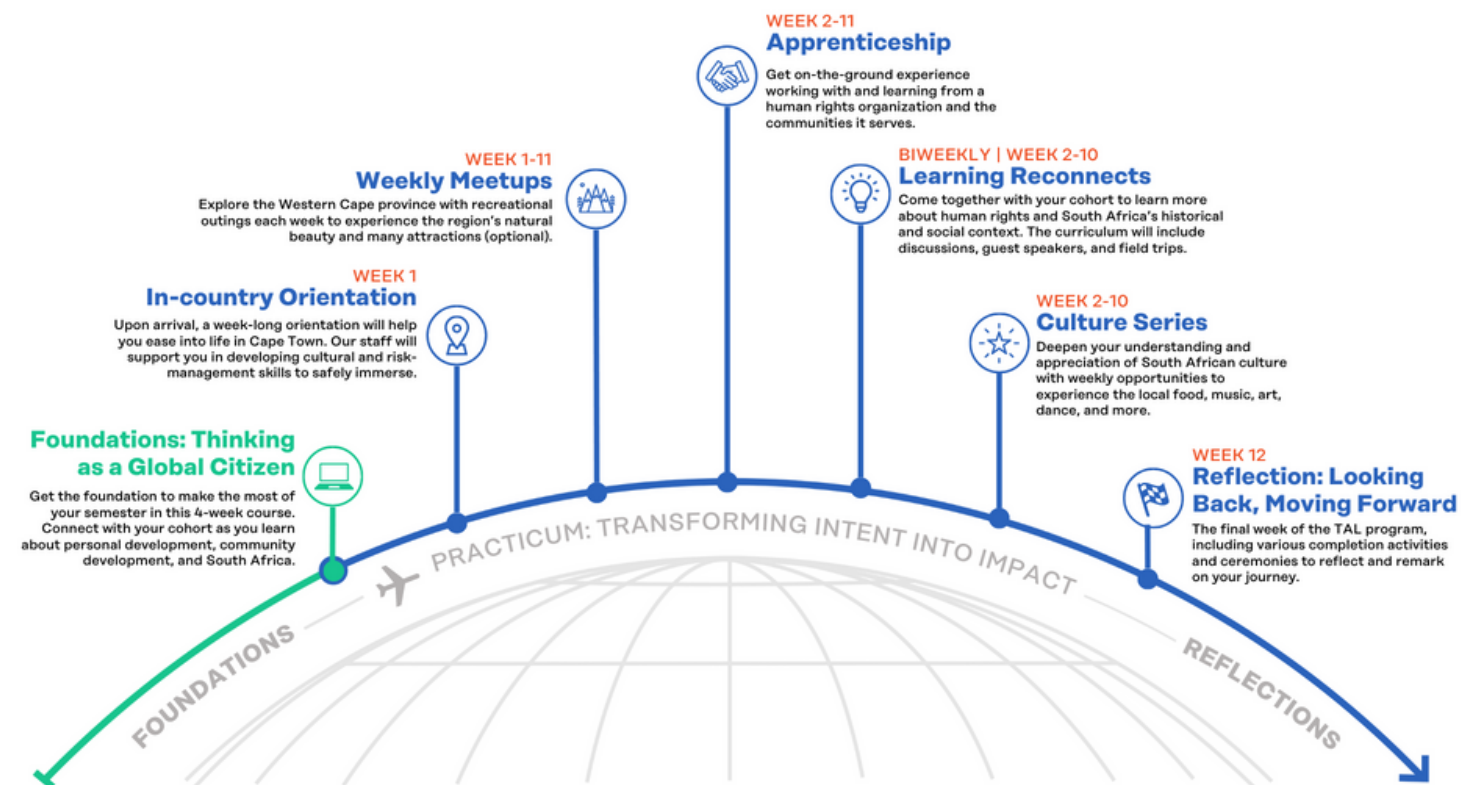 Foundations: Thinking
as a Global Citizen
Get the foundation to make the most of
your semester in this 4-week course.
Connect with your cohort as you learn
about personal development, community
development, and South Africa.
WEEK 1
In-country Orientation
Upon arrival, a week-long orientation will help
you ease into life in Cape Town. Our staff will
support you in developing cultural and risk-
management skills to safely immerse.
WEEK 1-11
Weekly Meetups
Explore the Western Cape province with recreational
outings each week to experience the region's natural
beauty and many attractions (optional).
WEEK 2-11
Apprenticeship
Get on-the-ground experience
working with and learning from a
human rights organization and the
communities it serves.
BIWEEKLY | WEEK 2-10
Learning Reconnects
Come together with your cohort to learn more
about human rights and South Africa's historical
and social context. The curriculum will include
discussions, guest speakers, and field trips.
WEEK 2-10
Culture Series
Deepen your understanding and
appreciation of South African culture
with weekly opportunities to
experience the local food, music, art,
dance, and more.
WEEK 12
Reflection: Looking
Back, Moving Forward
The final week of the TAL program,
including various completion activities
and ceremonies to reflect and remark
on your journey.
FOUNDATIONS
PRACTICUM: TRANSFORMING INTENT INTO IMPACT
REFLECTIONS